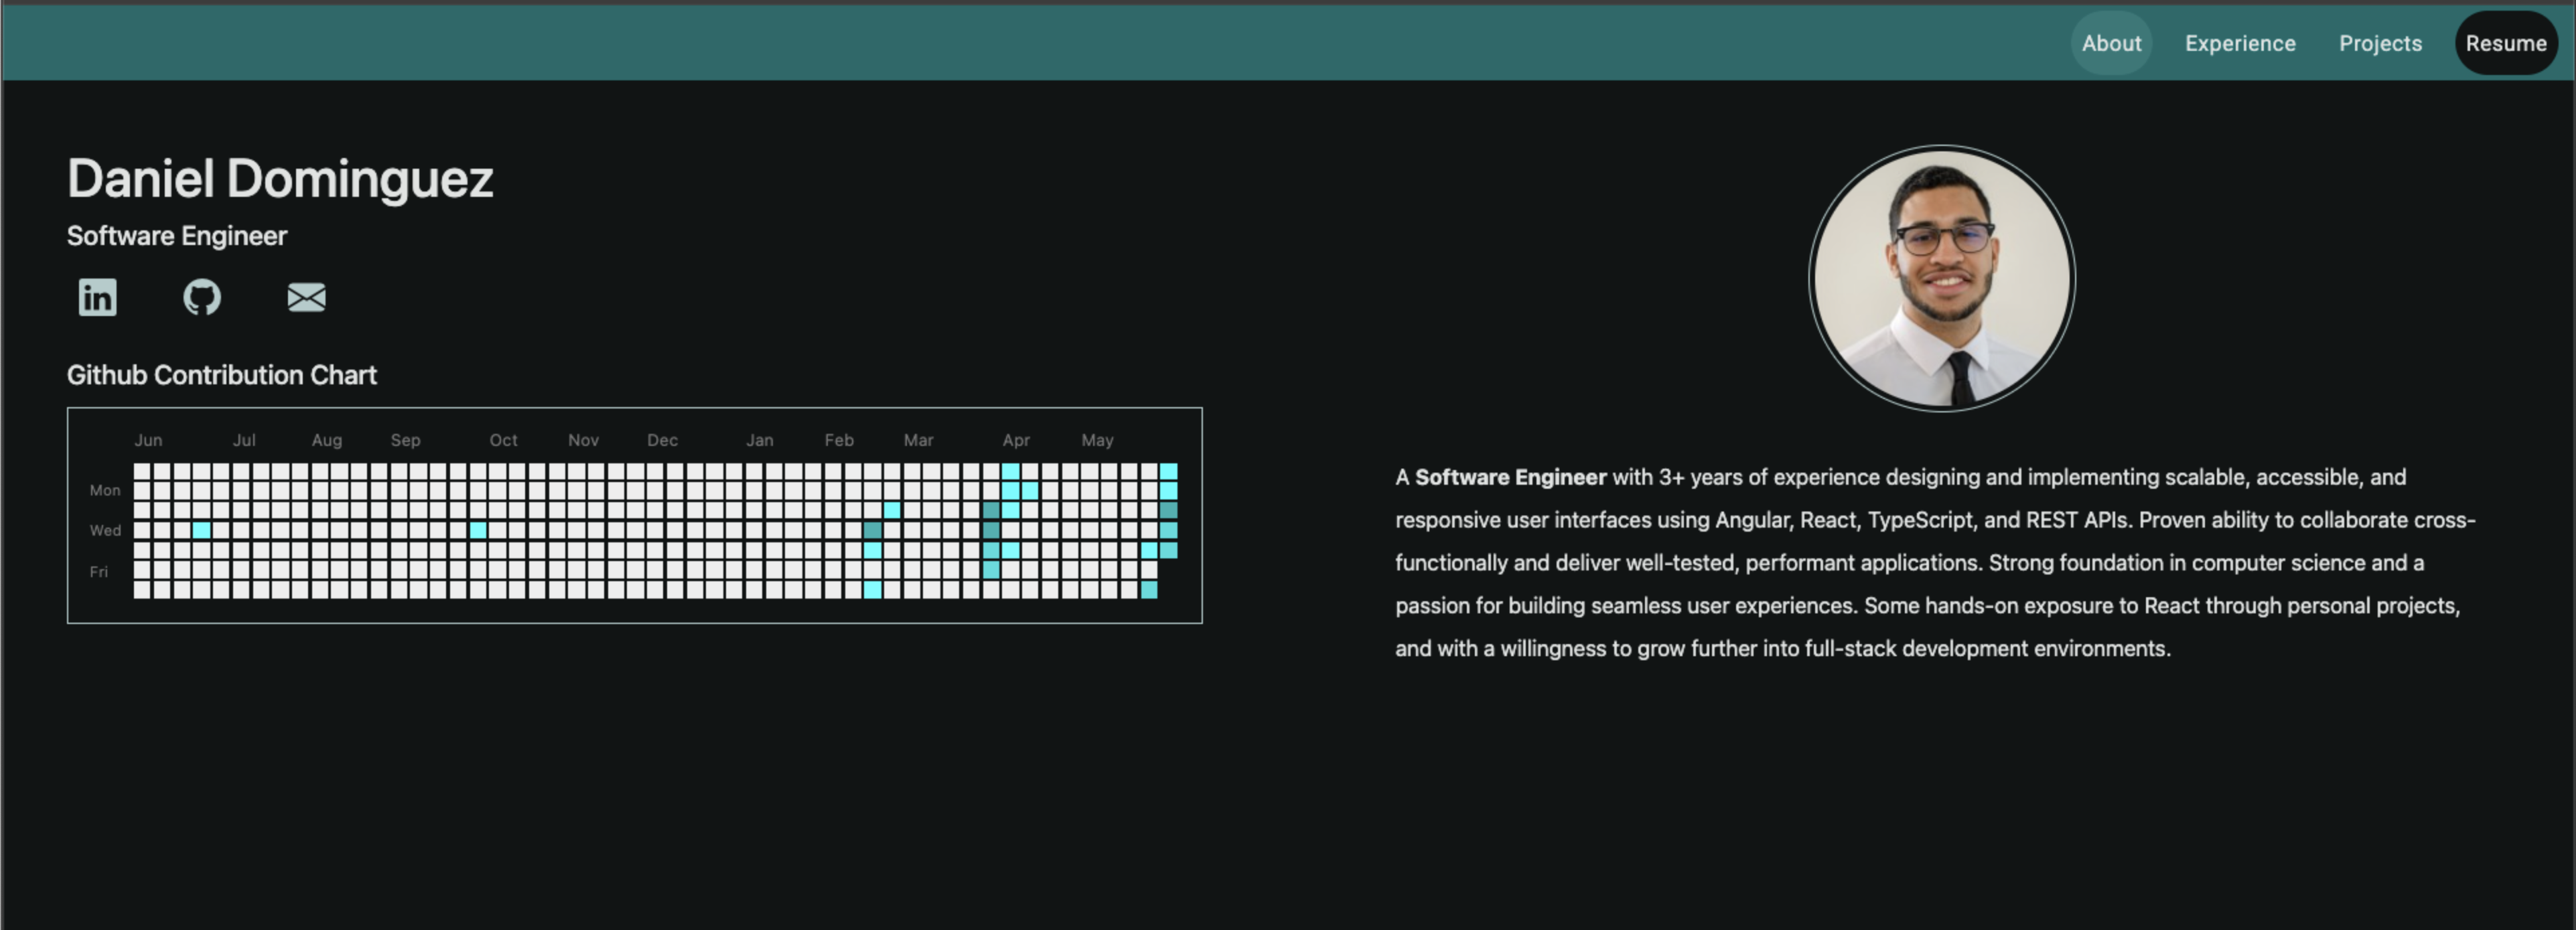 About Experience Projects Resume
Daniel Dominguez
Software Engineer
in
Github Contribution Chart
Jun Jul Aug Sep Oct Nov Dec Jan Feb Mar Apr May
Mon
Wed
Fri
A Software Engineer with 3+ years of experience designing and implementing scalable, accessible, and
responsive user interfaces using Angular, React, TypeScript, and REST APIs. Proven ability to collaborate cross-
functionally and deliver well-tested, performant applications. Strong foundation in computer science and a
passion for building seamless user experiences. Some hands-on exposure to React through personal projects,
and with a willingness to grow further into full-stack development environments.